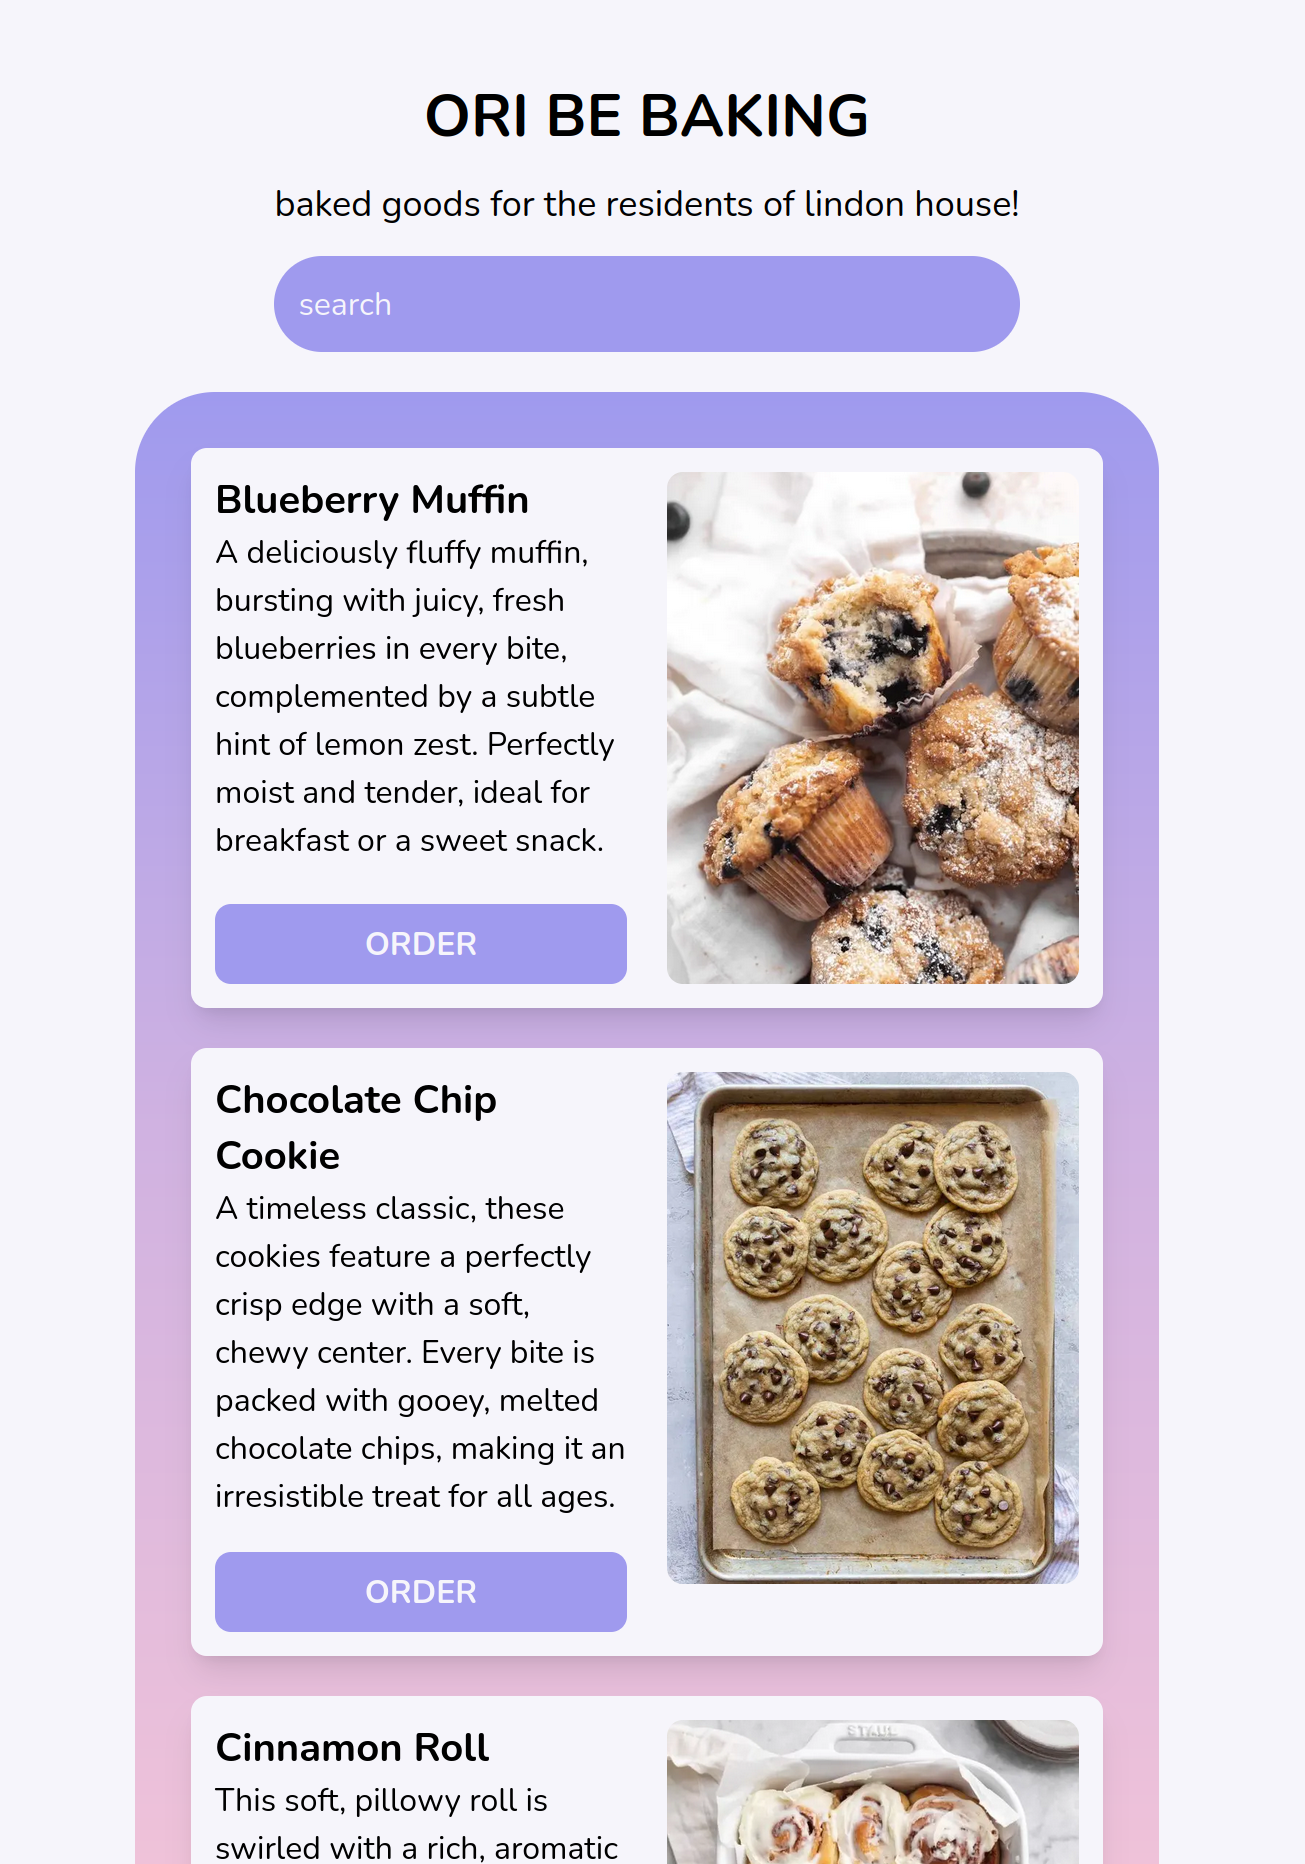 ORI BE BAKING
baked goods for the residents of lindon house!
search
Blueberry Muffin
A deliciously fluffy muffin,
bursting with juicy, fresh
blueberries in every bite,
complemented by a subtle
hint of lemon zest. Perfectly
moist and tender, ideal for
breakfast or a sweet snack.
ORDER
Chocolate Chip
Cookie
A timeless classic, these
cookies feature a perfectly
crisp edge with a soft,
chewy center. Every bite is
packed with gooey, melted
chocolate chips, making it an
irresistible treat for all ages.
ORDER
Cinnamon Roll
This soft, pillowy roll is
swirled with a rich, aromatic
STAUB